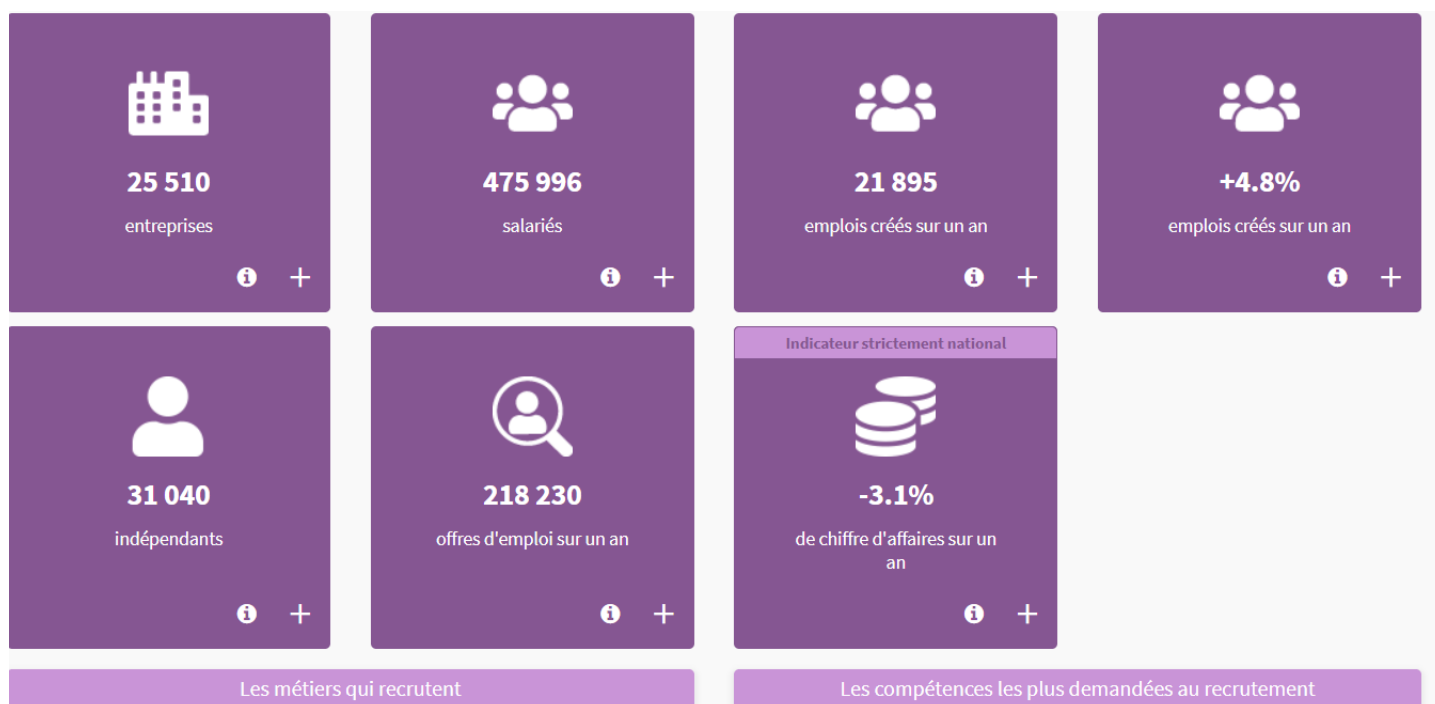 25 510
entreprises
475 996
salariés
21 895
emplois créés sur un an
+4.8%
emplois créés sur un an
31 040
indépendants
218 230
offres d'emploi sur un an
Indicateur strictement national
-3.1%
de chiffre d'affaires sur un
an
Les métiers qui recrutent
Les compétences les plus demandées au recrutement